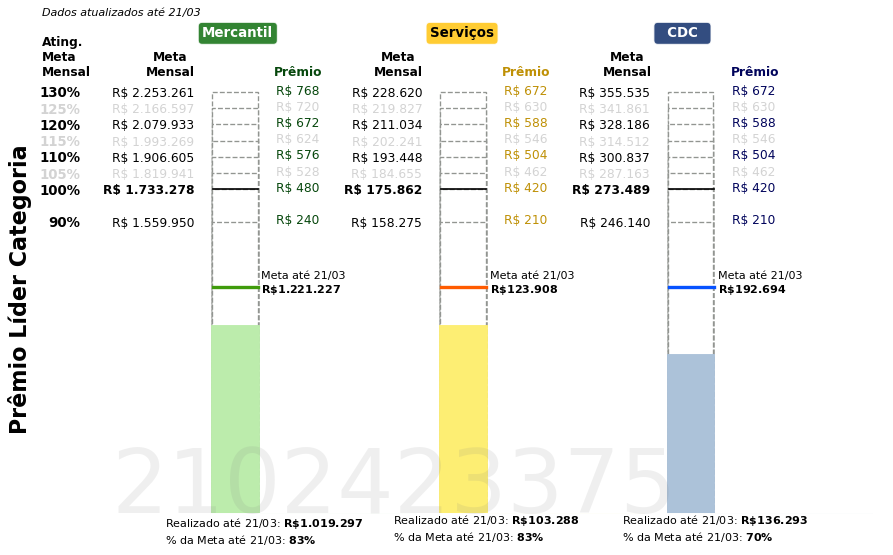 Dados atualizados até 21/03
Mercantil Serviços CDC
Ating. Meta Mensal
Meta Mensal Prêmio Meta Mensal Prêmio Meta Mensal Prêmio
130% R$ 2.253.261 R$ 768 R$ 228.620 R$ 672 R$ 355.535 R$ 672
125% R$ 2.166.597 R$ 720 R$ 219.827 R$ 630 R$ 341.861 R$ 630
120% R$ 2.079.933 R$ 672 R$ 211.034 R$ 588 R$ 328.186 R$ 588
115% R$ 1.993.269 R$ 624 R$ 202.241 R$ 546 R$ 314.512 R$ 546
110% R$ 1.906.605 R$ 576 R$ 193.448 R$ 504 R$ 300.837 R$ 504
105% R$ 1.819.941 R$ 528 R$ 184.655 R$ 462 R$ 287.163 R$ 462
100% R$ 1.733.278 R$ 480 R$ 175.862 R$ 420 R$ 273.489 R$ 420
90% R$ 1.559.950 R$ 240 R$ 158.275 R$ 210 R$ 246.140 R$ 210
Meta até 21/03 Meta até 21/03 Meta até 21/03
R$1.221.227 R$123.908 R$192.694
Prêmio Líder Categoria
2102423375
Realizado até 21/03: R$1.019.297 Realizado até 21/03: R$103.288 Realizado até 21/03: R$136.293
% da Meta até 21/03: 83% % da Meta até 21/03: 83% % da Meta até 21/03: 70%